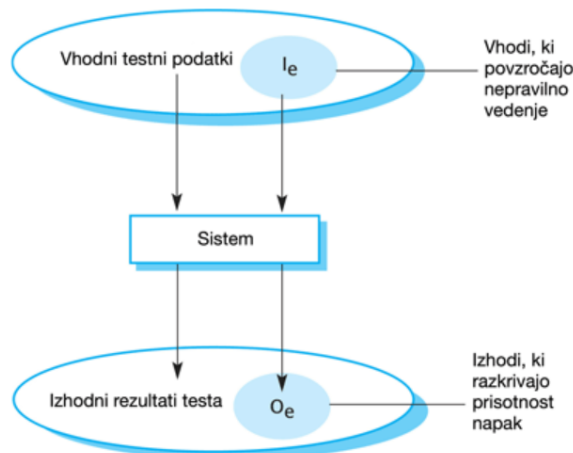 Vhodni testni podatki
Ie
Vhodi, ki
povzročajo
nepravilno
vedenje
Sistem
Izhodni rezultati testa
Oe
Izhodi, ki
razkrivajo
prisotnost
napak